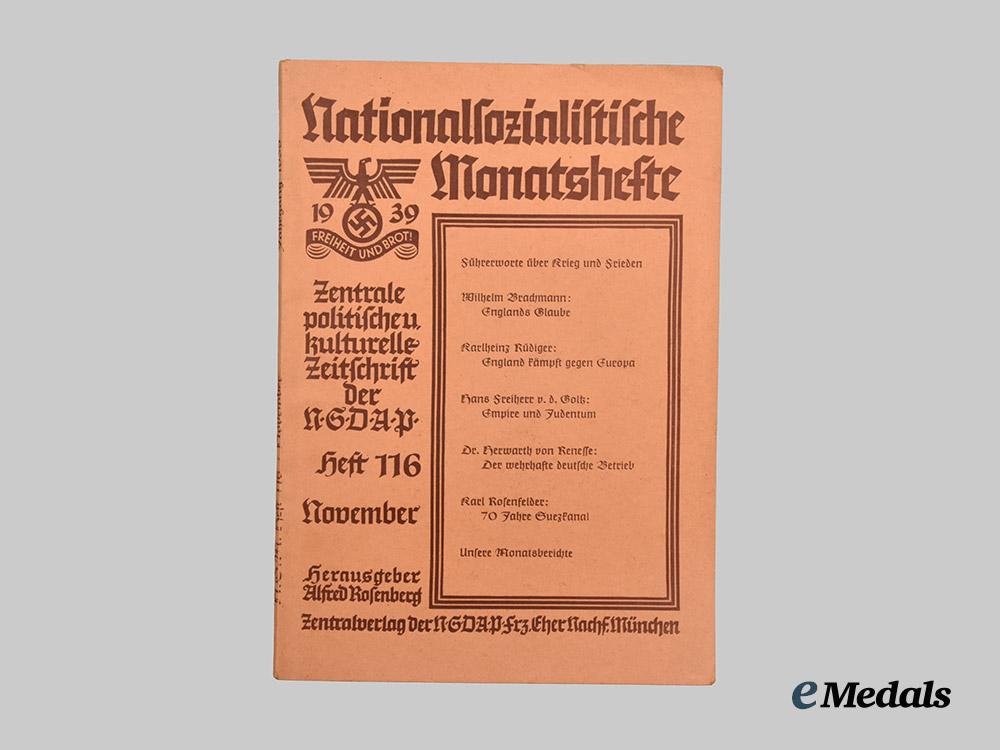 Nationalsozialistische
Monatshefte
19 39
FREIHEIT UND BROT!
Zentrale
politische u.
kulturelle
Zeitschrift
der
N·S·D·A·P·
Heft 116
November
Herausgeber
Alfred Rosenberg
Führerworte über Krieg und Frieden
Wilhelm Brachmann:
Englands Glaube
Karlheinz Rüdiger:
England kämpft gegen Europa
Hans Freiherr v. d. Goltz:
Empire und Judentum
Dr. Herwarth von Renesse:
Der wehrhafte deutsche Betrieb
Karl Rosenfelder:
70 Jahre Suezkanal
Unsere Monatsberichte
Zentralverlag der N·S·D·A·P· Frz. Eher Nachf. München
eMedals